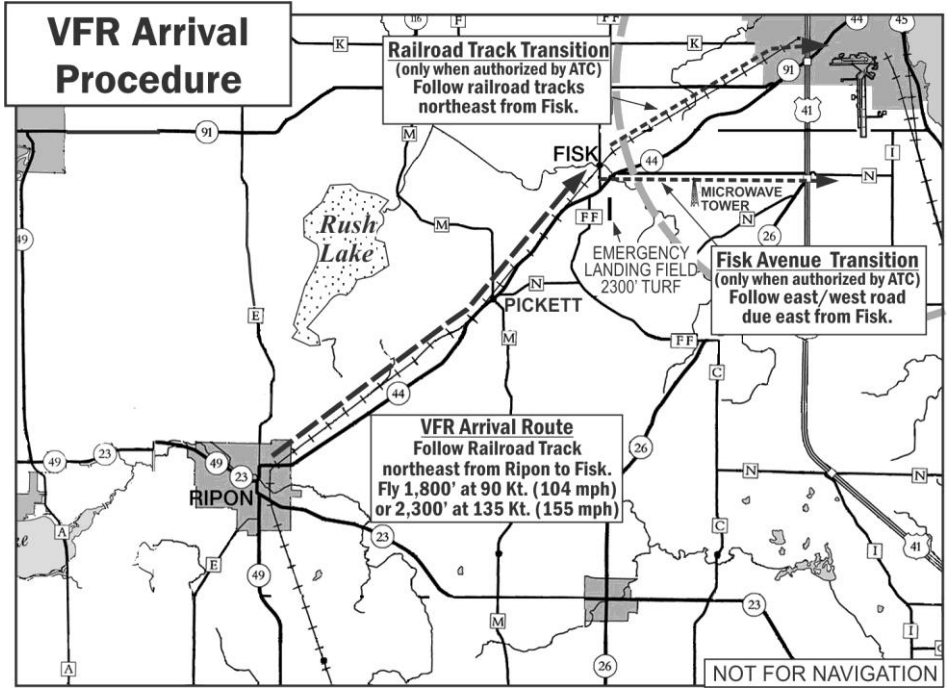 VFR Arrival
Procedure
116
F
FF
44
45
K
K
Railroad Track Transition
(only when authorized by ATC)
Follow railroad tracks
northeast from Fisk.
91
41
91
M
FISK
44
I
N
MICROWAVE
TOWER
N
26
FF
M
M
Rush
Lake
49
EMERGENCY
LANDING FIELD
2300' TURF
Fisk Avenue Transition
(only when authorized by ATC)
Follow east/west road
due east from Fisk.
N
PICKETT
E
M
FF
C
44
VFR Arrival Route
Follow Railroad Track
northeast from Ripon to Fisk.
Fly 1,800' at 90 Kt. (104 mph)
or 2,300' at 135 Kt. (155 mph)
26
49
23
49
23
RIPON
N
N
A
ke
E
23
C
41
I
49
M
23
I
A
26
NOT FOR NAVIGATION